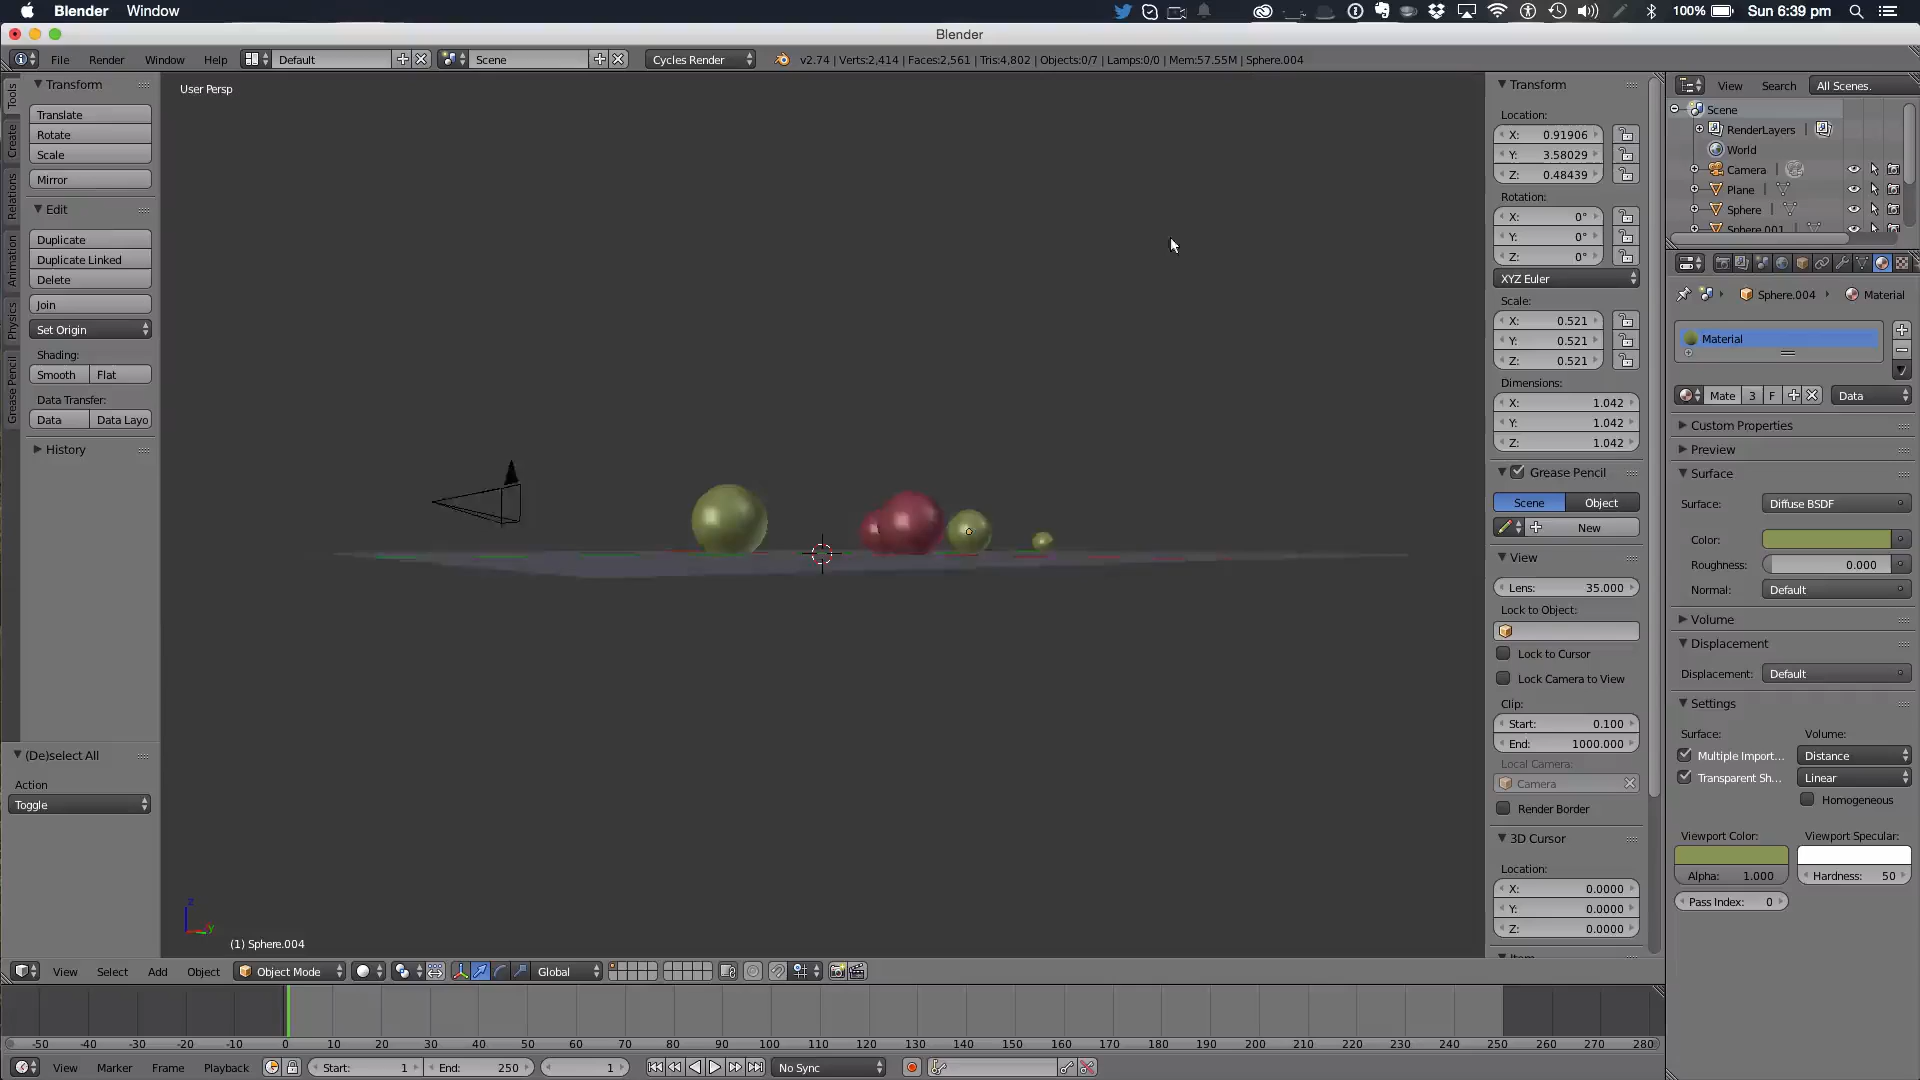 Blender Window 100% Sun 6:39 pm
Blender
File Render Window Help Default Scene Cycles Render v2.74 | Verts:2,414 | Faces:2,561 | Tris:4,802 | Objects:0/7 | Lamps:0/0 | Mem:57.55M | Sphere.004
Tools
Create
Relations
Animation
Physics
Grease Pencil
Transform
Translate
Rotate
Scale
Mirror
Edit
Duplicate
Duplicate Linked
Delete
Join
Set Origin
Shading:
Smooth Flat
Data Transfer:
Data Data Layo
History
(De)select All
Action
Toggle
User Persp
z
y
(1) Sphere.004
Transform
Location:
X: 0.91906
Y: 3.58029
Z: 0.48439
Rotation:
X: 0°
Y: 0°
Z: 0°
XYZ Euler
Scale:
X: 0.521
Y: 0.521
Z: 0.521
Dimensions:
X: 1.042
Y: 1.042
Z: 1.042
Grease Pencil
Scene Object
New
View
Lens: 35.000
Lock to Object:
Lock to Cursor
Lock Camera to View
Clip:
Start: 0.100
End: 1000.000
Local Camera:
Camera
Render Border
3D Cursor
Location:
X: 0.0000
Y: 0.0000
Z: 0.0000
View Search All Scenes.
Scene
RenderLayers
World
Camera
Plane
Sphere
Sphere.001
Sphere.004 Material
Material
Mate 3 F Data
Custom Properties
Preview
Surface
Surface: Diffuse BSDF
Color:
Roughness: 0.000
Normal: Default
Volume
Displacement
Displacement: Default
Settings
Surface: Volume:
Multiple Import... Distance
Transparent Sh... Linear
Homogeneous
Viewport Color: Viewport Specular:
Alpha: 1.000 Hardness: 50
Pass Index: 0
View Select Add Object Object Mode Global
-50 -40 -30 -20 -10 0 10 20 30 40 50 60 70 80 90 100 110 120 130 140 150 160 170 180 190 200 210 220 230 240 250 260 270 280
View Marker Frame Playback Start: 1 End: 250 1 No Sync